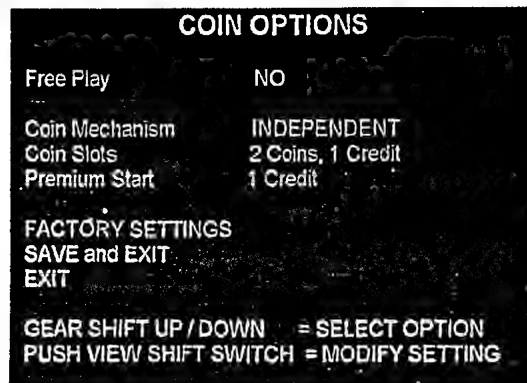 COIN OPTIONS
Free Play NO
Coin Mechanism INDEPENDENT
Coin Slots 2 Coins, 1 Credit
Premium Start 1 Credit
FACTORY SETTINGS
SAVE and EXIT
EXIT
GEAR SHIFT UP / DOWN = SELECT OPTION
PUSH VIEW SHIFT SWITCH = MODIFY SETTING